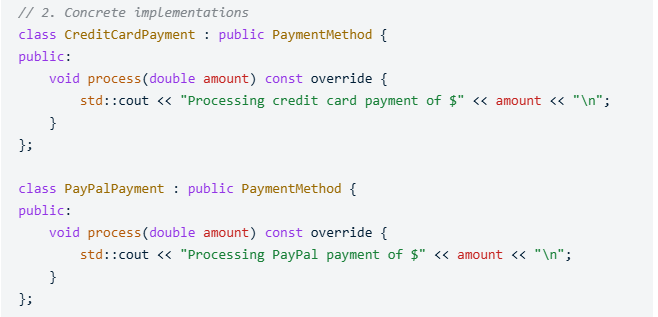 // 2. Concrete implementations
class CreditCardPayment : public PaymentMethod {
public:
    void process(double amount) const override {
        std::cout << "Processing credit card payment of $" << amount << "\n";
    }
};

class PayPalPayment : public PaymentMethod {
public:
    void process(double amount) const override {
        std::cout << "Processing PayPal payment of $" << amount << "\n";
    }
};